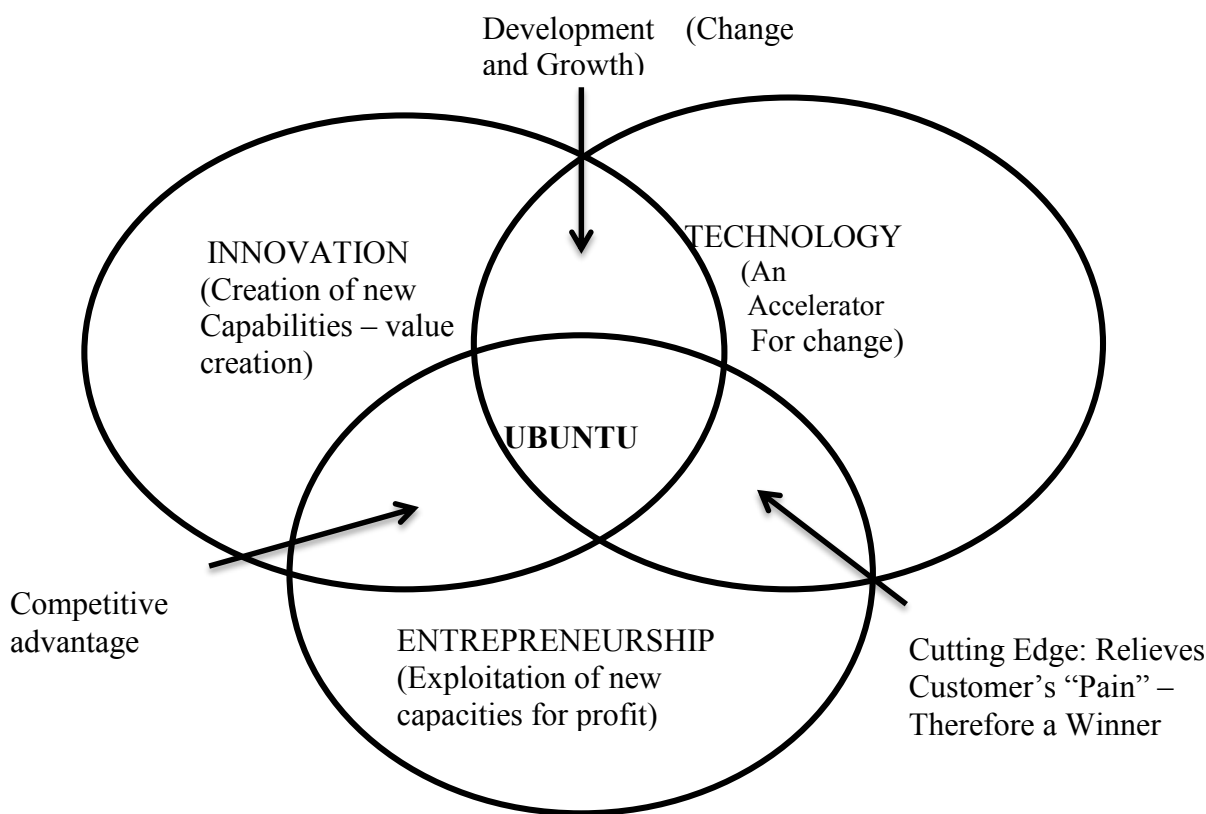 Development (Change
and Growth)
INNOVATION
(Creation of new
Capabilities – value
creation)
TECHNOLOGY
(An
Accelerator
For change)
UBUNTU
Competitive
advantage
ENTREPRENEURSHIP
(Exploitation of new
capacities for profit)
Cutting Edge: Relieves
Customer’s “Pain” –
Therefore a Winner